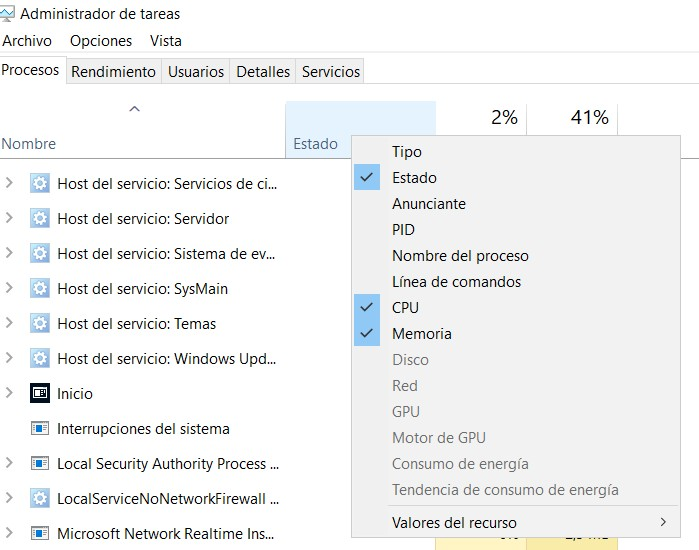 Administrador de tareas
Archivo Opciones Vista
Procesos Rendimiento Usuarios Detalles Servicios
2% 41%
Nombre Estado
Host del servicio: Servicios de ci...
Host del servicio: Servidor
Host del servicio: Sistema de ev...
Host del servicio: SysMain
Host del servicio: Temas
Host del servicio: Windows Upd...
Inicio
Interrupciones del sistema
Local Security Authority Process ...
LocalServiceNoNetworkFirewall ...
Microsoft Network Realtime Ins...
Tipo
Estado
Anunciante
PID
Nombre del proceso
Línea de comandos
CPU
Memoria
Disco
Red
GPU
Motor de GPU
Consumo de energía
Tendencia de consumo de energía
Valores del recurso